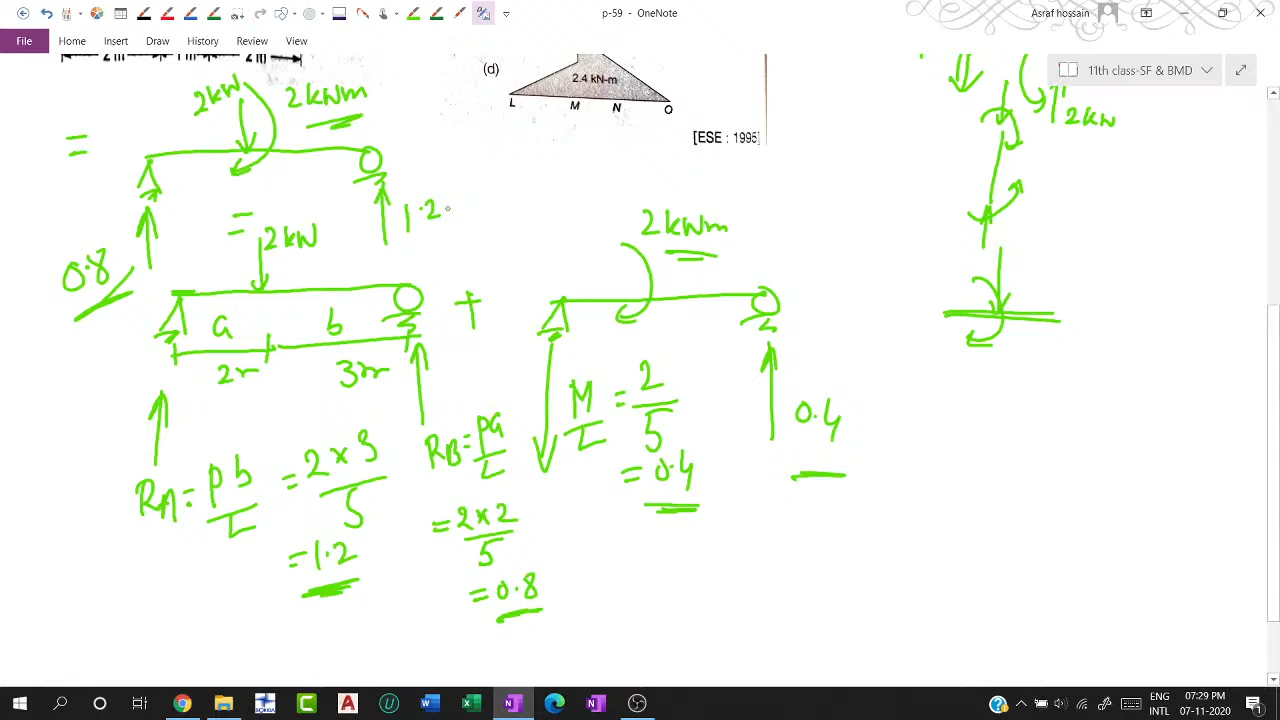 p-59 - OneNote
Asraf hossain
File Home Insert Draw History Review View
11th class-SF & BMD
2 m 2 m
(d)
2.4 kN-m
L M N O
[ESE : 1995]
2kN 2kNm
2kN
=
0.8
1.2
=
2kN
2kNm
+
a b
2m 3m
RA = Pb/L = 2×3/5
= 1.2
RB = Pa/L
= 2×2/5
= 0.8
M/L = 2/5
= 0.4
0.4
ENG
INTL
07:29 PM
07-11-2020